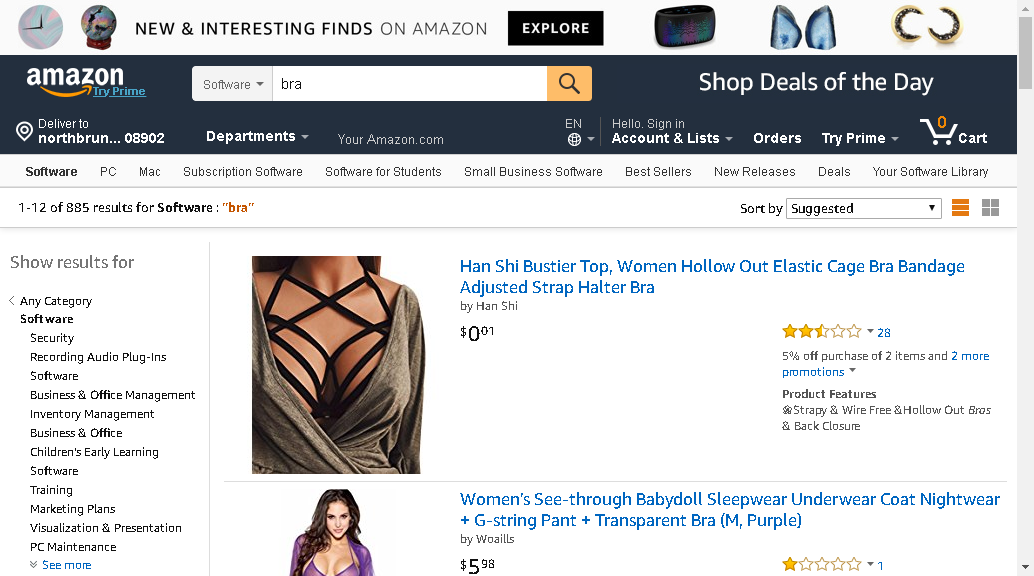 NEW & INTERESTING FINDS ON AMAZON EXPLORE
amazon
Try Prime
Software bra
Shop Deals of the Day
Deliver to
northbrun... 08902
Departments
Your Amazon.com
EN
Hello. Sign in
Account & Lists
Orders
Try Prime
0
Cart
Software PC Mac Subscription Software Software for Students Small Business Software Best Sellers New Releases Deals Your Software Library
1-12 of 885 results for Software : "bra"
Sort by Suggested
Show results for
Any Category
Software
Security
Recording Audio Plug-Ins
Software
Business & Office Management
Inventory Management
Business & Office
Children's Early Learning
Software
Training
Marketing Plans
Visualization & Presentation
PC Maintenance
See more
Han Shi Bustier Top, Women Hollow Out Elastic Cage Bra Bandage
Adjusted Strap Halter Bra
by Han Shi
$0.01
28
5% off purchase of 2 items and 2 more
promotions
Product Features
❀Strapy & Wire Free &Hollow Out Bras
& Back Closure
Women's See-through Babydoll Sleepwear Underwear Coat Nightwear
+ G-string Pant + Transparent Bra (M, Purple)
by Woaills
$5.98
1